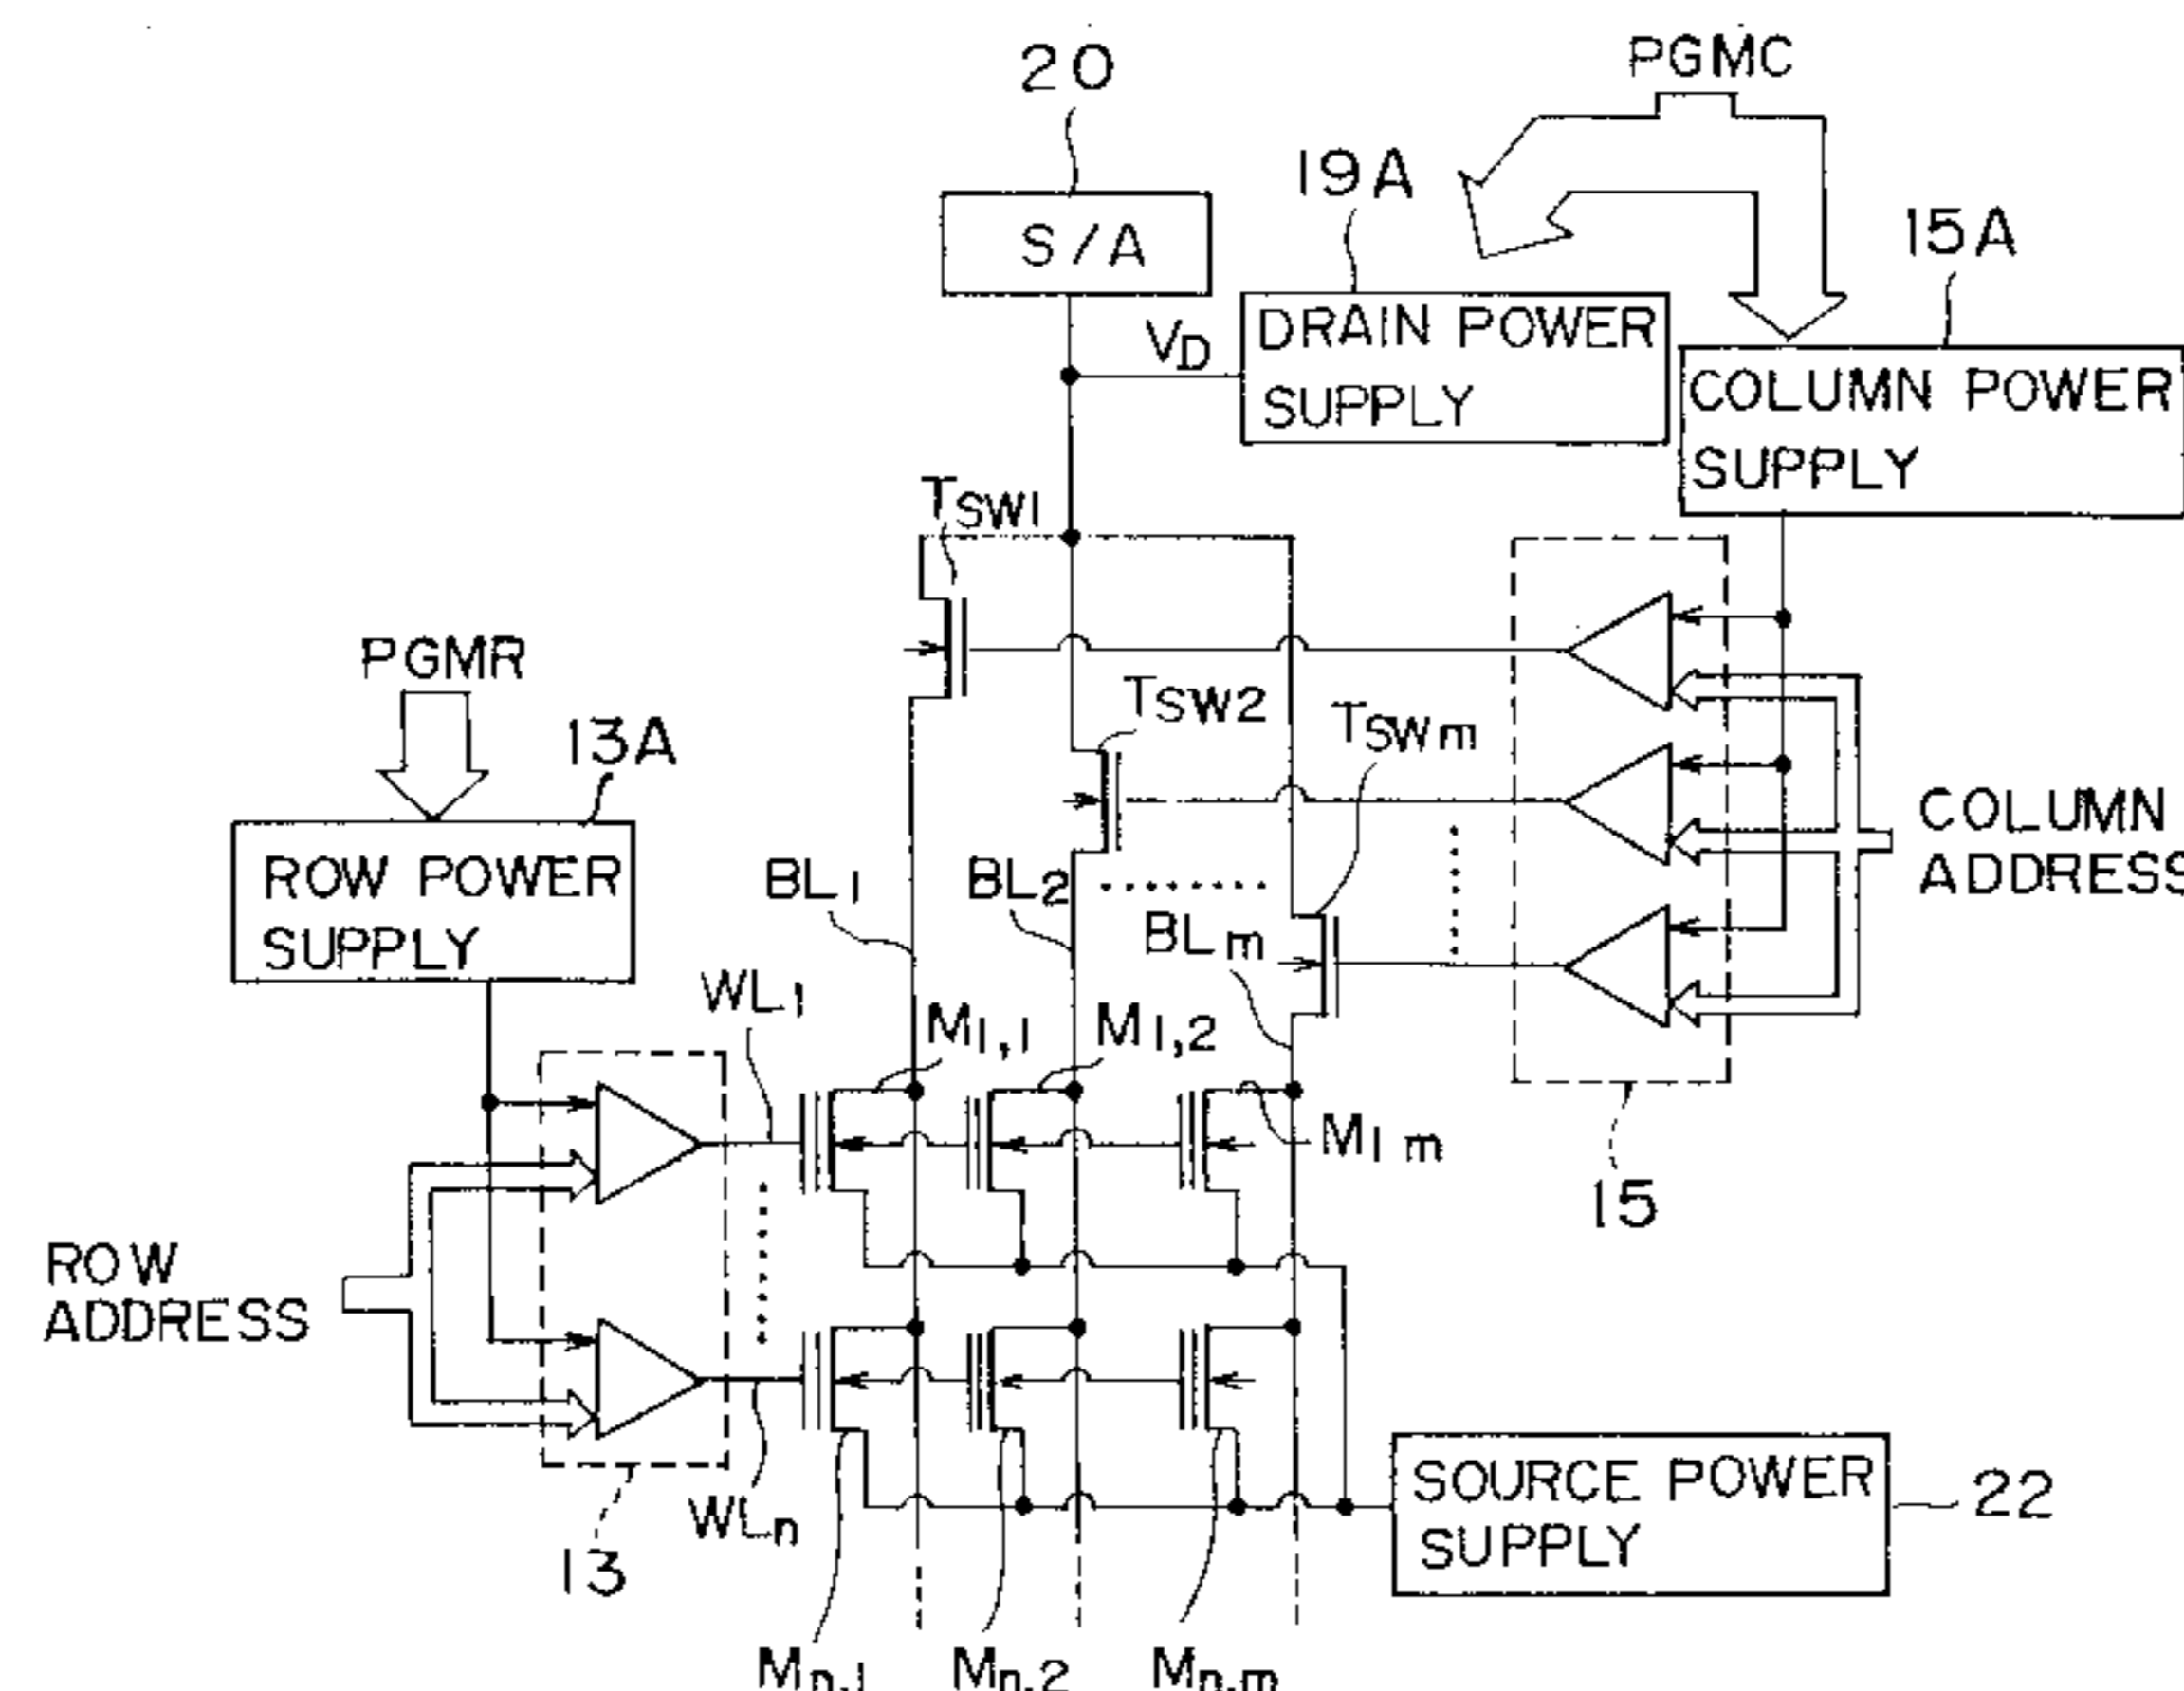 20
PGMC
19A
S/A
15A
VD
DRAIN POWER
SUPPLY
COLUMN POWER
SUPPLY
TSW1
PGMR
TSW2
TSWm
13A
COLUMN
ADDRESS
ROW POWER
SUPPLY
BL1
BL2
BLm
WL1
M1,1
M1,2
M1m
15
ROW
ADDRESS
SOURCE POWER
SUPPLY
22
WLn
13
Mn,1
Mn,2
Mn,m